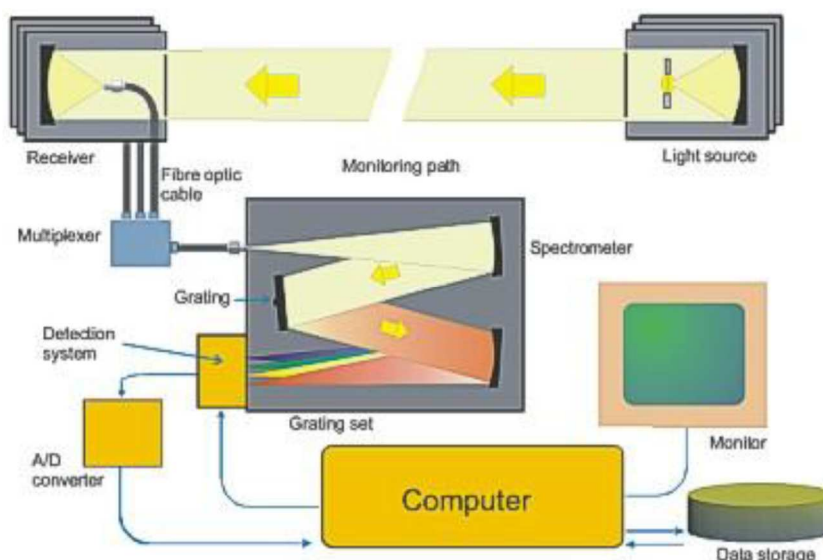 Receiver
Light source
Monitoring path
Fibre optic
cable
Multiplexer
Spectrometer
Grating
Detection
system
Grating set
Monitor
A/D
converter
Computer
Data storage